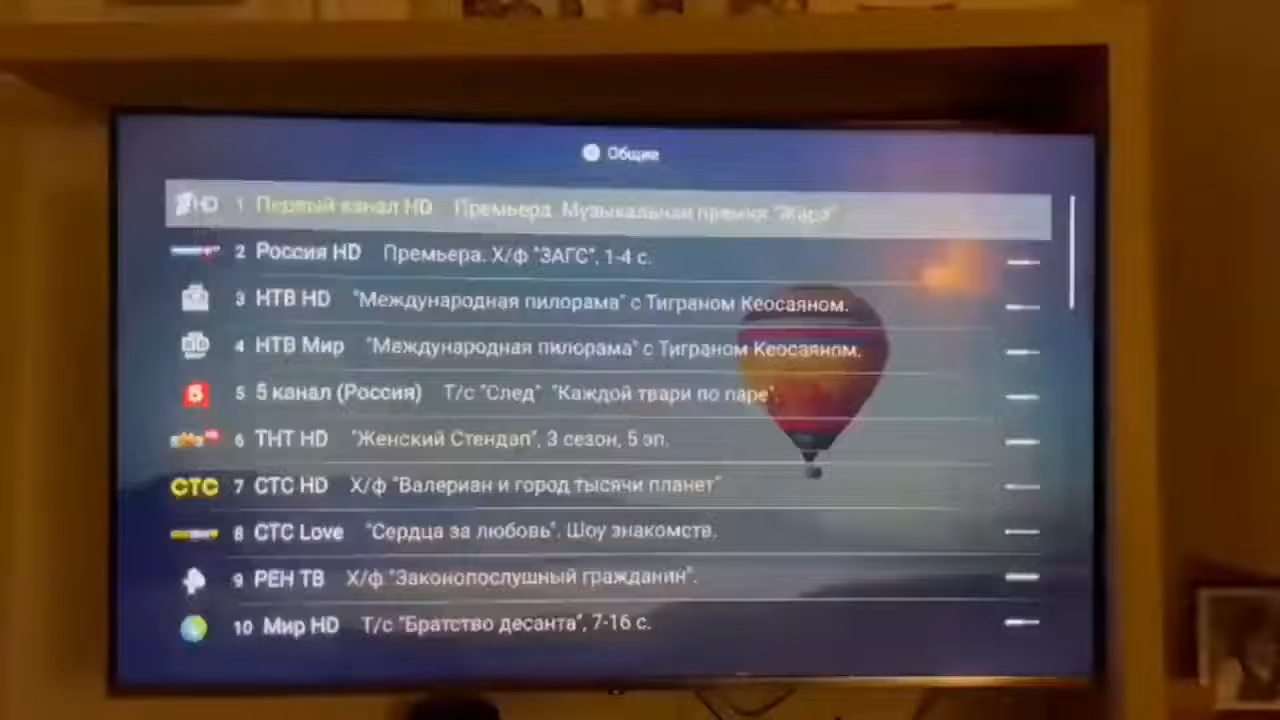 Общие
HD 1 Первый канал HD Премьера. Музыкальная премия "Жара"
2 Россия HD Премьера. Х/ф "ЗАГС", 1-4 с.
3 НТВ HD "Международная пилорама" с Тиграном Кеосаяном.
4 НТВ Мир "Международная пилорама" с Тиграном Кеосаяном.
5 5 5 канал (Россия) Т/с "След" "Каждой твари по паре".
6 ТНТ HD "Женский Стендап", 3 сезон, 5 эп.
СТС 7 СТС HD Х/ф "Валериан и город тысячи планет"
8 СТС Love "Сердца за любовь". Шоу знакомств.
9 РЕН ТВ Х/ф "Законопослушный гражданин".
10 Мир HD Т/с "Братство десанта", 7-16 с.